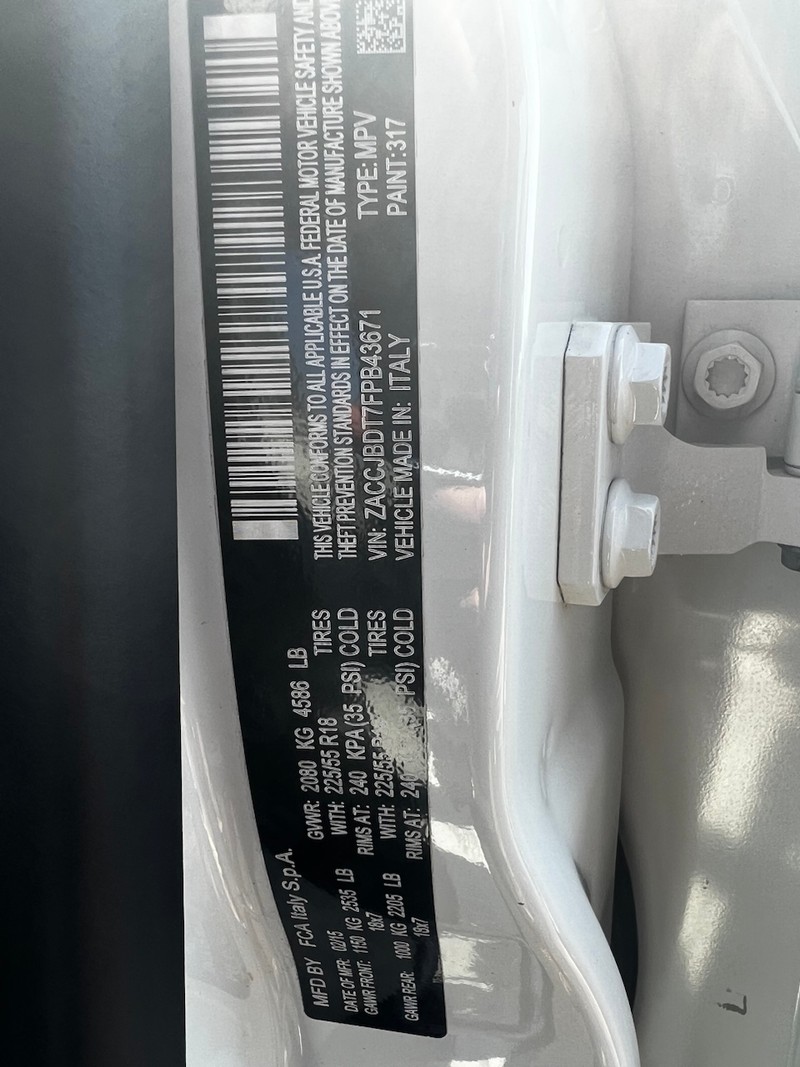 MFD BY FCA Italy S.p.A.
DATE OF MFR: 02/15 GVWR: 2080 KG 4586 LB
GAWR FRONT: 1150 KG 2535 LB WITH: 225/55 R18 TIRES
18x7 RIMS AT: 240 KPA(35 PSI) COLD
GAWR REAR: 1000 KG 2205 LB WITH: 225/55 TIRES
18x7 RIMS AT: PSI) COLD
THIS VEHICLE CONFORMS TO ALL APPLICABLE U.S.A. FEDERAL MOTOR VEHICLE SAFETY AND
THEFT PREVENTION STANDARDS IN EFFECT ON THE DATE OF MANUFACTURE SHOWN ABOVE
VIN: ZACCJBDT7FPB43671 TYPE: MPV
VEHICLE MADE IN: ITALY PAINT:317